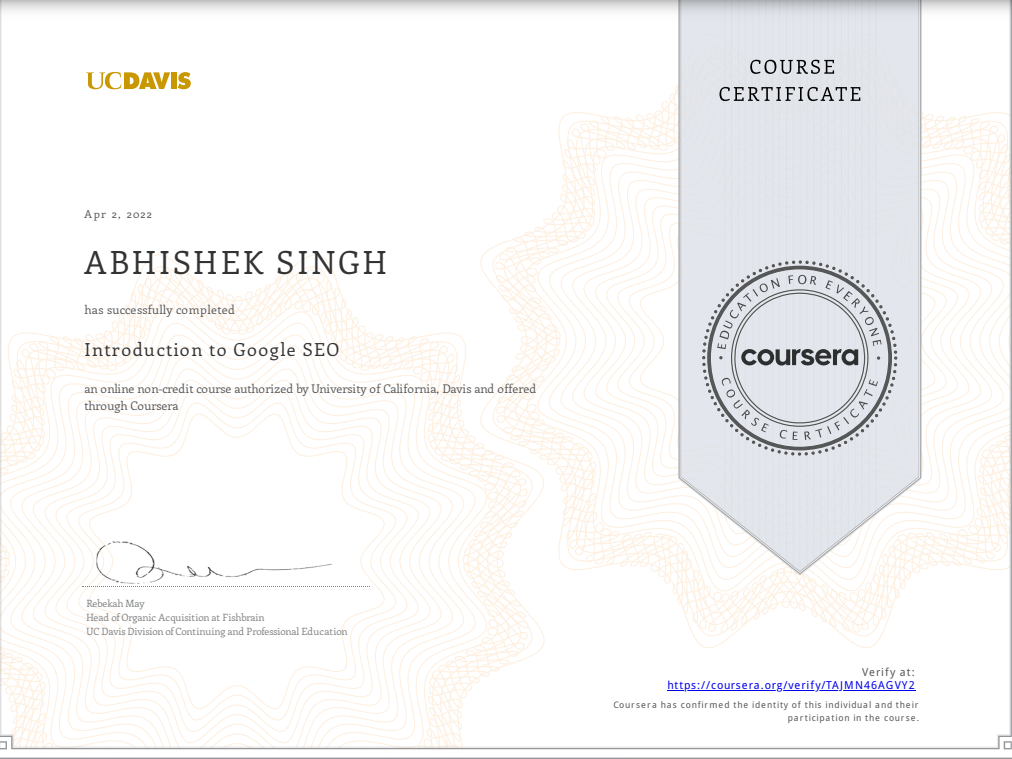 UCDAVIS
COURSE
CERTIFICATE
Apr 2, 2022
ABHISHEK SINGH
has successfully completed
Introduction to Google SEO
an online non-credit course authorized by University of California, Davis and offered
through Coursera
EDUCATION FOR EVERYONE
coursera
COURSE CERTIFICATE
Rebekah May
Head of Organic Acquisition at Fishbrain
UC Davis Division of Continuing and Professional Education
Verify at:
https://coursera.org/verify/TAJMN46AGVY2
Coursera has confirmed the identity of this individual and their
participation in the course.